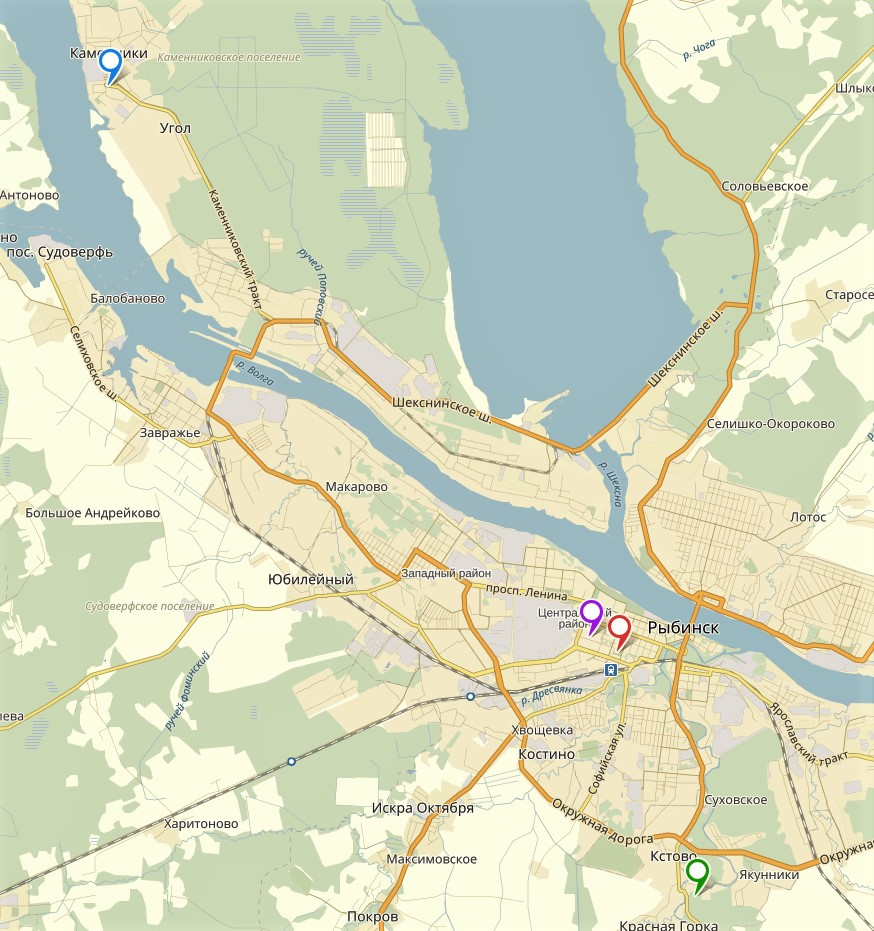 р. Чога
Каменники
Каменниковское поселение
Шлык
Угол
Соловьевское
Антоново
Каменниковский тракт
но
пос. Судоверфь
ручей Поповский
Балобаново
Старосе
Шекснинское ш.
Селиховское ш.
р. Волга
Шекснинское ш.
Завражье
Селишко-Окороково
р. Шексна
Макарово
Большое Андрейково
Лотос
Западный район
Юбилейный
просп. Ленина
Судоверфское поселение
район
Рыбинск
ручей фоминский
р. Дресвянка
лева
Хвощевка
Костино
Софийская ул.
Ярославский тракт
Искра Октября
Суховское
Харитоново
Окружная дорога
Максимовское
Кстово
Окружная
Якунники
Покров
Красная Горка